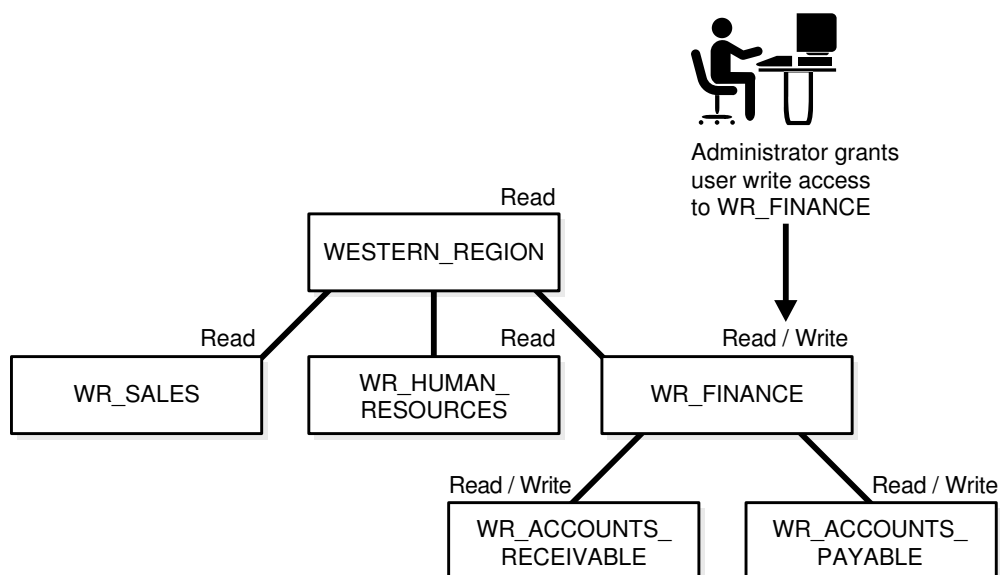 Administrator grants
user write access
to WR_FINANCE
Read
WESTERN_REGION
Read
Read
Read / Write
WR_SALES
WR_HUMAN_
RESOURCES
WR_FINANCE
Read / Write
Read / Write
WR_ACCOUNTS_
RECEIVABLE
WR_ACCOUNTS_
PAYABLE